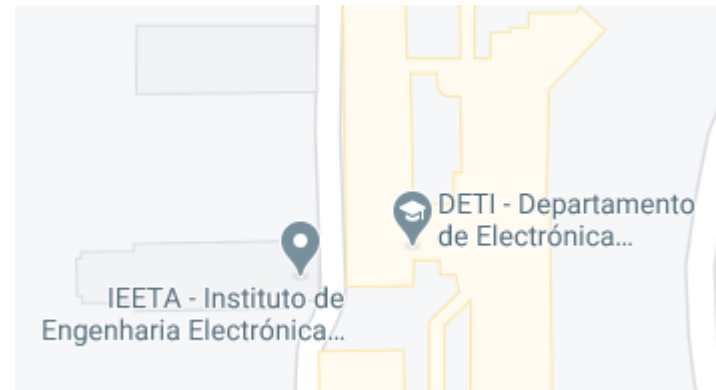 DETI - Departamento
de Electrónica...
IEETA - Instituto de
Engenharia Electrónica...